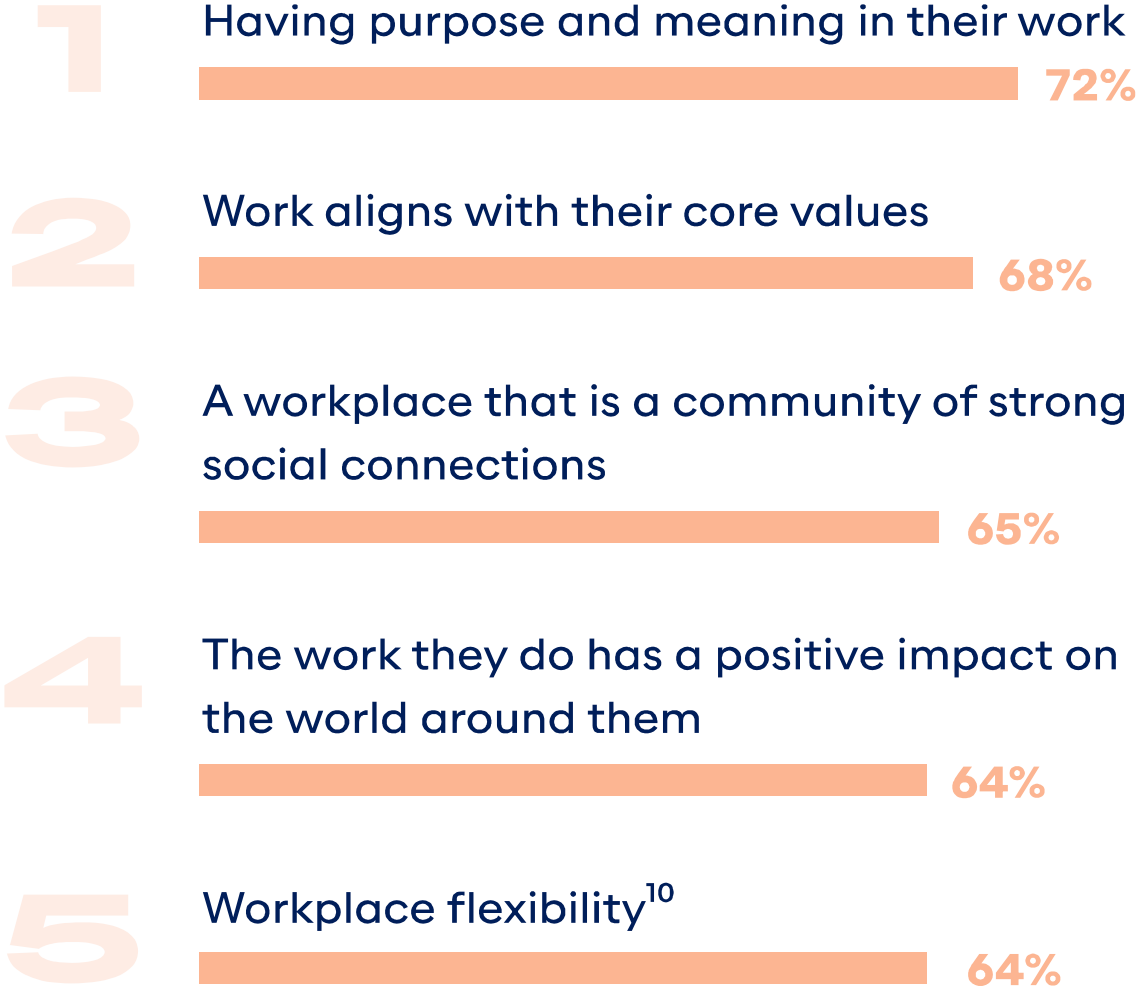 1
Having purpose and meaning in their work
72%
2
Work aligns with their core values
68%
3
A workplace that is a community of strong
social connections
65%
4
The work they do has a positive impact on
the world around them
64%
5
Workplace flexibility¹⁰
64%